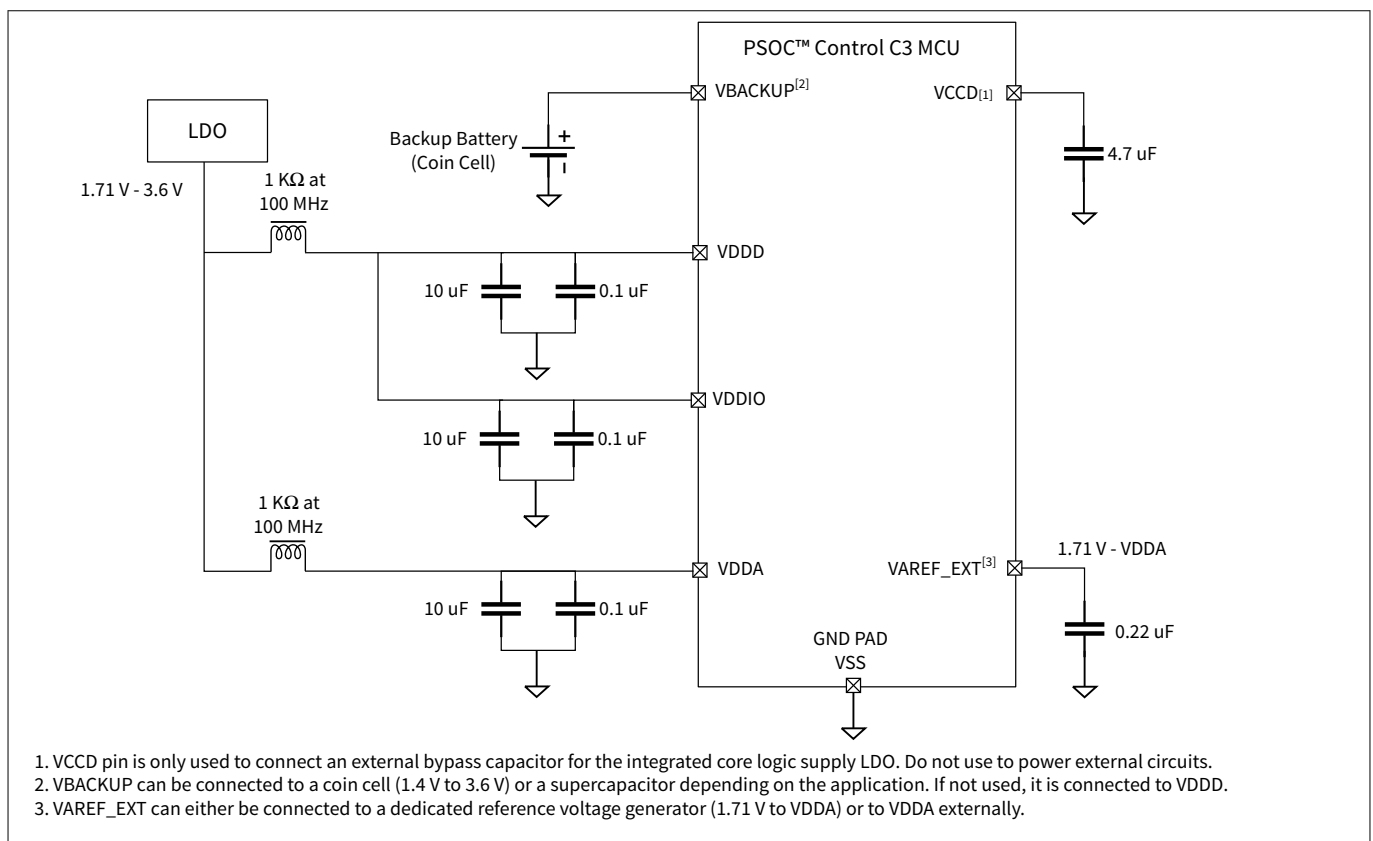 PSOC™ Control C3 MCU
VBACKUP[2]
VCCD[1]
LDO
Backup Battery
(Coin Cell)
+
4.7 uF
1.71 V - 3.6 V
1 KΩ at
100 MHz
VDDD
10 uF
0.1 uF
VDDIO
10 uF
0.1 uF
1 KΩ at
100 MHz
1.71 V - VDDA
VDDA
VAREF_EXT[3]
10 uF
0.1 uF
0.22 uF
GND PAD
VSS
1. VCCD pin is only used to connect an external bypass capacitor for the integrated core logic supply LDO. Do not use to power external circuits.
2. VBACKUP can be connected to a coin cell (1.4 V to 3.6 V) or a supercapacitor depending on the application. If not used, it is connected to VDDD.
3. VAREF_EXT can either be connected to a dedicated reference voltage generator (1.71 V to VDDA) or to VDDA externally.